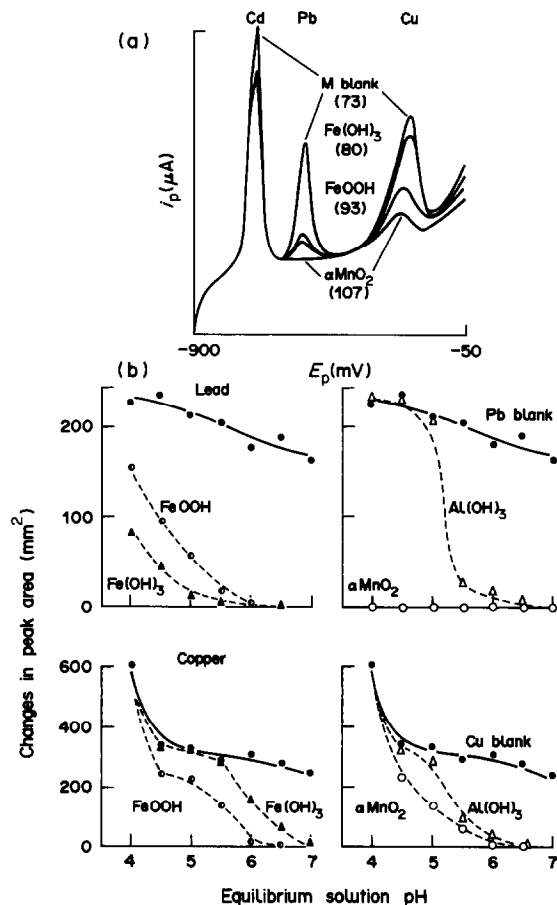 (a)
Cd Pb Cu
M blank
(73)
Fe(OH)3
(80)
FeOOH
(93)
αMnO2
(107)
ip(μA)
-900 -50
Ep(mV)
(b)
Lead
200
100
0
FeOOH
Fe(OH)3
Pb blank
Al(OH)3
αMnO2
Changes in peak area (mm2)
Copper
600
400
200
0
FeOOH
Fe(OH)3
4 5 6 7
Cu blank
αMnO2
Al(OH)3
4 5 6 7
Equilibrium solution pH